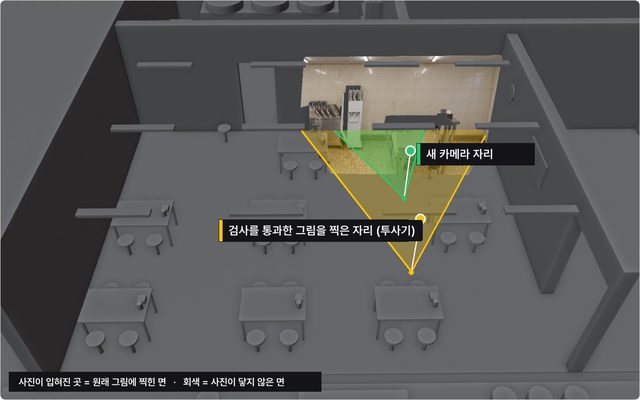 새 카메라 자리
검사를 통과한 그림을 찍은 자리 (투사기)
사진이 입혀진 곳 = 원래 그림에 찍힌 면 · 회색 = 사진이 닿지 않은 면